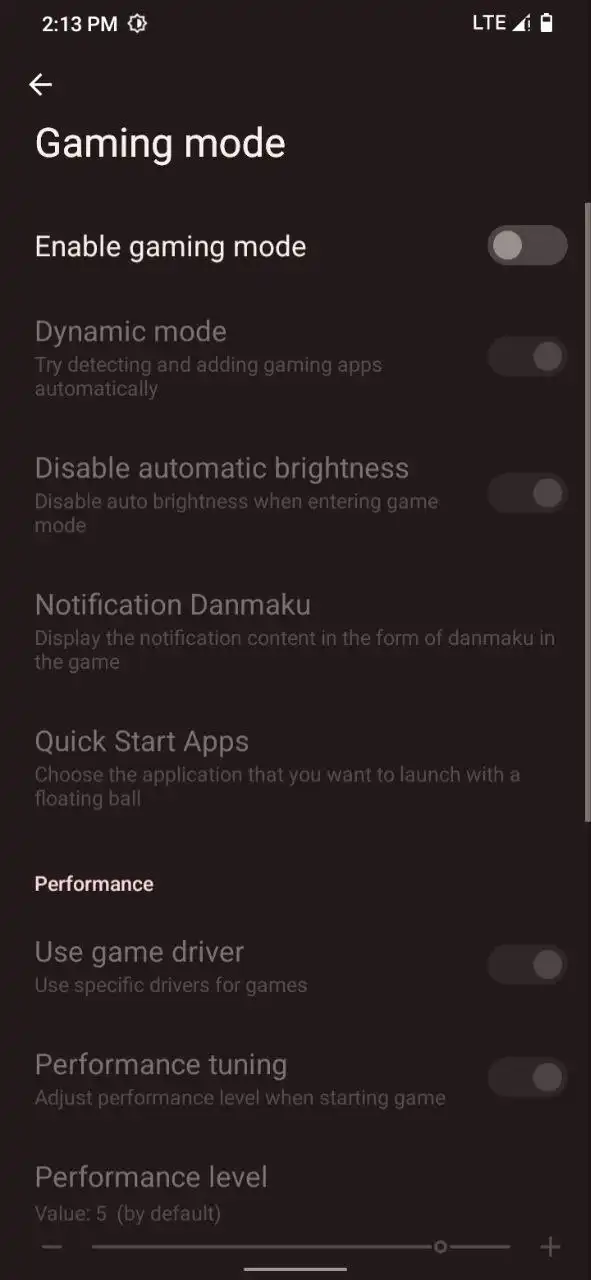 2:13 PM
LTE
Gaming mode
Enable gaming mode
Dynamic mode
Try detecting and adding gaming apps
automatically
Disable automatic brightness
Disable auto brightness when entering game
mode
Notification Danmaku
Display the notification content in the form of danmaku in
the game
Quick Start Apps
Choose the application that you want to launch with a
floating ball
Performance
Use game driver
Use specific drivers for games
Performance tuning
Adjust performance level when starting game
Performance level
Value: 5 (by default)